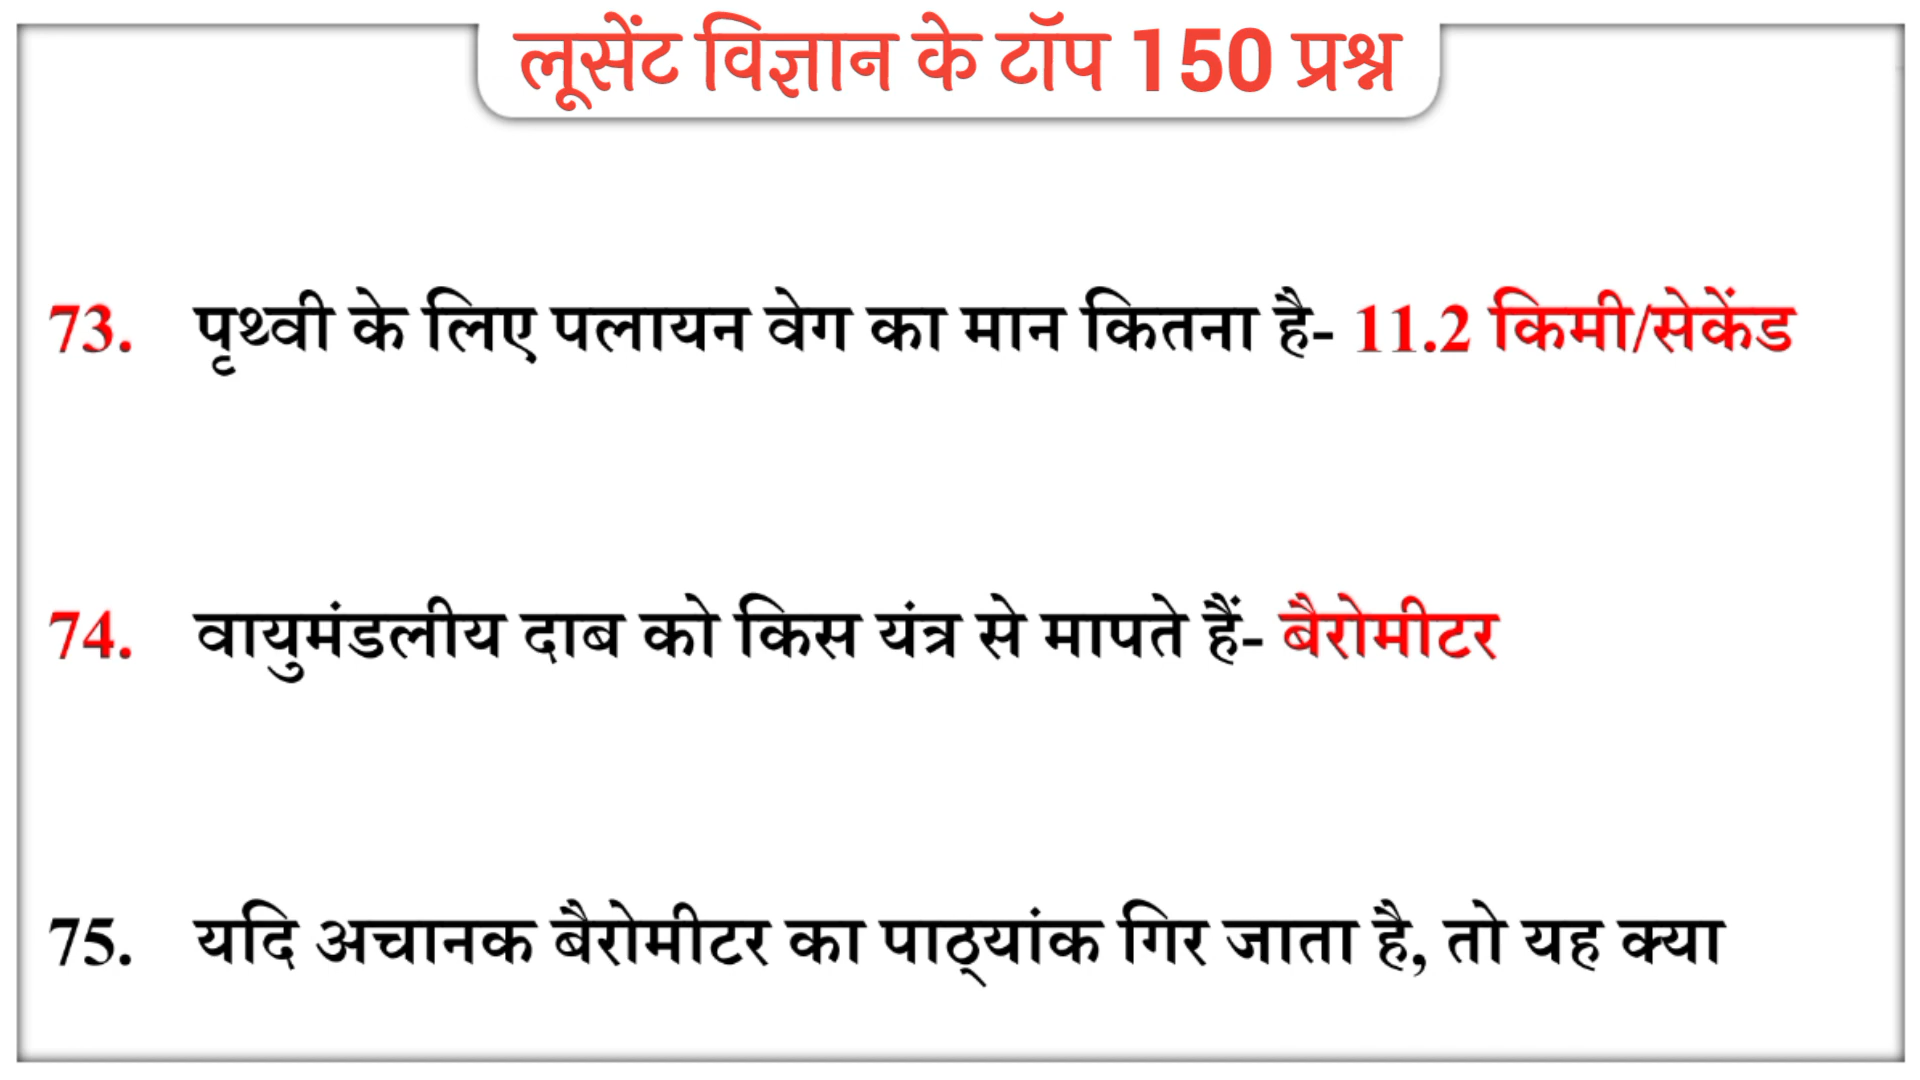 लूसेंट विज्ञान के टॉप 150 प्रश्न
73. पृथ्वी के लिए पलायन वेग का मान कितना है- 11.2 किमी/सेकेंड
74. वायुमंडलीय दाब को किस यंत्र से मापते हैं- बैरोमीटर
75. यदि अचानक बैरोमीटर का पाठ्यांक गिर जाता है, तो यह क्या